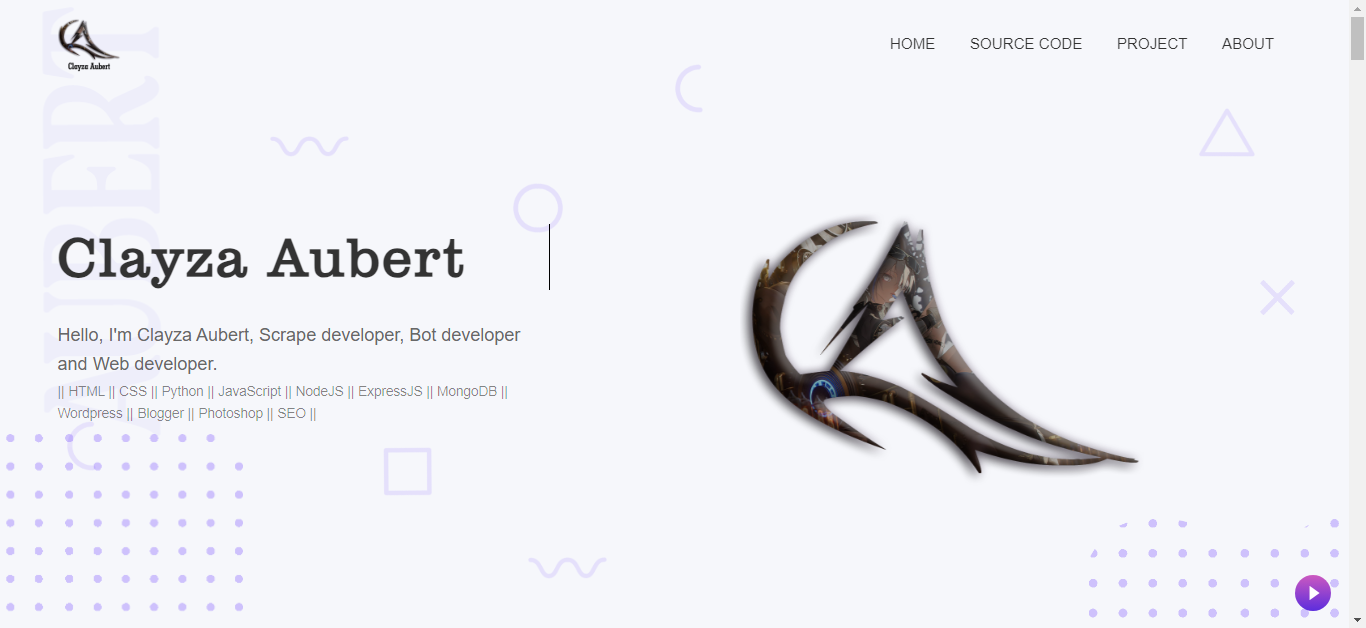 Clayza Aubert
HOME SOURCE CODE PROJECT ABOUT
AUBERT
Clayza Aubert
Hello, I'm Clayza Aubert, Scrape developer, Bot developer
and Web developer.
|| HTML || CSS || Python || JavaScript || NodeJS || ExpressJS || MongoDB ||
Wordpress || Blogger || Photoshop || SEO ||